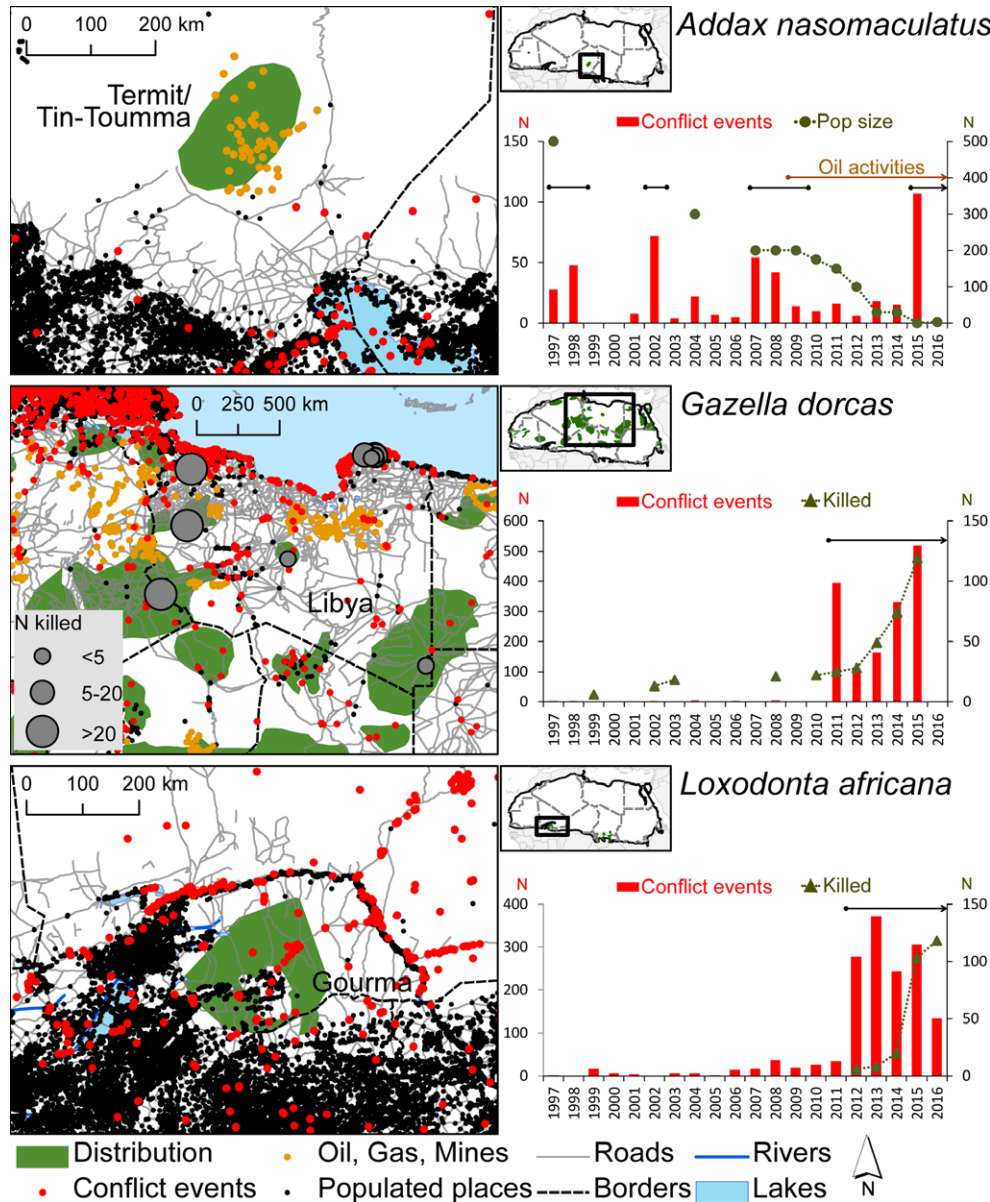 0 100 200 km
Termit/
Tin-Toumma
Addax nasomaculatus
N Conflict events Pop size N
Oil activities
150
100
50
0
500
400
300
200
100
0
1997 1998 1999 2000 2001 2002 2003 2004 2005 2006 2007 2008 2009 2010 2011 2012 2013 2014 2015 2016
0 250 500 km
Libya
N killed
<5
5-20
>20
Gazella dorcas
N Conflict events Killed N
600
500
400
300
200
100
0
150
100
50
0
1997 1998 1999 2000 2001 2002 2003 2004 2005 2006 2007 2008 2009 2010 2011 2012 2013 2014 2015 2016
0 100 200 km
Gourma
Loxodonta africana
N Conflict events Killed N
400
300
200
100
0
150
100
50
0
1997 1998 1999 2000 2001 2002 2003 2004 2005 2006 2007 2008 2009 2010 2011 2012 2013 2014 2015 2016
Distribution Oil, Gas, Mines Roads Rivers
Conflict events Populated places Borders Lakes
N